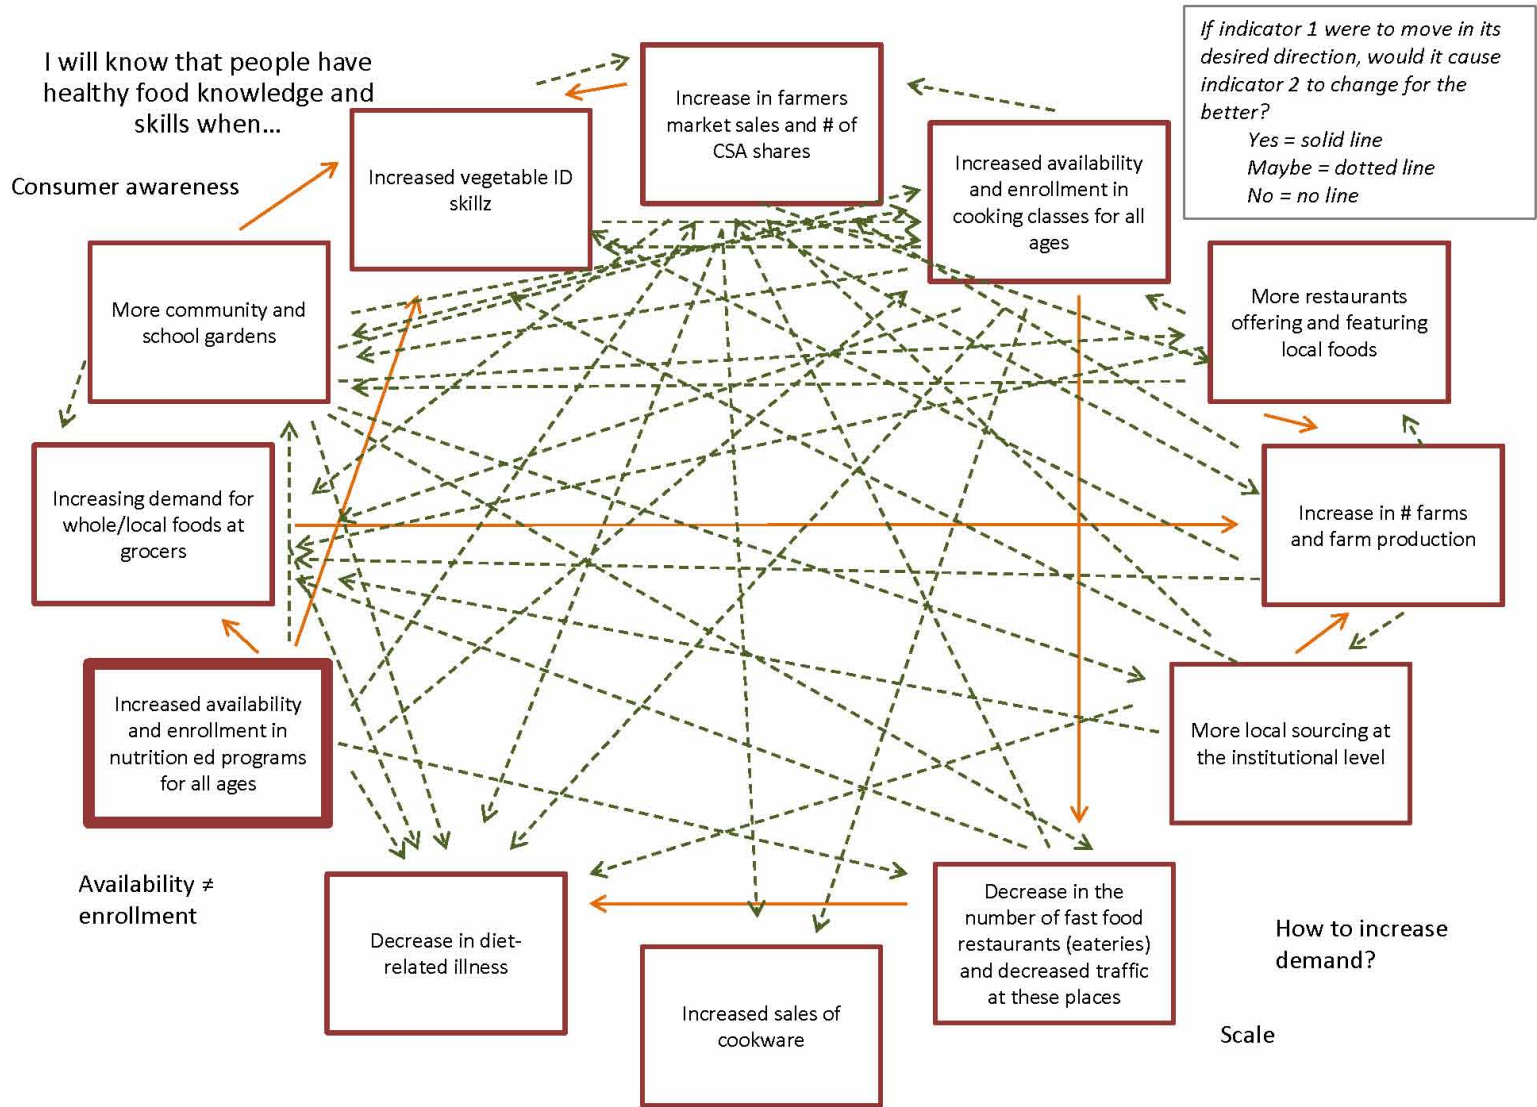 I will know that people have
healthy food knowledge and
skills when...
Consumer awareness
If indicator 1 were to move in its
desired direction, would it cause
indicator 2 to change for the
better?
Yes = solid line
Maybe = dotted line
No = no line
Increase in farmers
market sales and # of
CSA shares
Increased vegetable ID
skillz
Increased availability
and enrollment in
cooking classes for all
ages
More community and
school gardens
More restaurants
offering and featuring
local foods
Increasing demand for
whole/local foods at
grocers
Increase in # farms
and farm production
Increased availability
and enrollment in
nutrition ed programs
for all ages
More local sourcing at
the institutional level
Availability ≠
enrollment
Decrease in diet-
related illness
Increased sales of
cookware
Decrease in the
number of fast food
restaurants (eateries)
and decreased traffic
at these places
How to increase
demand?
Scale